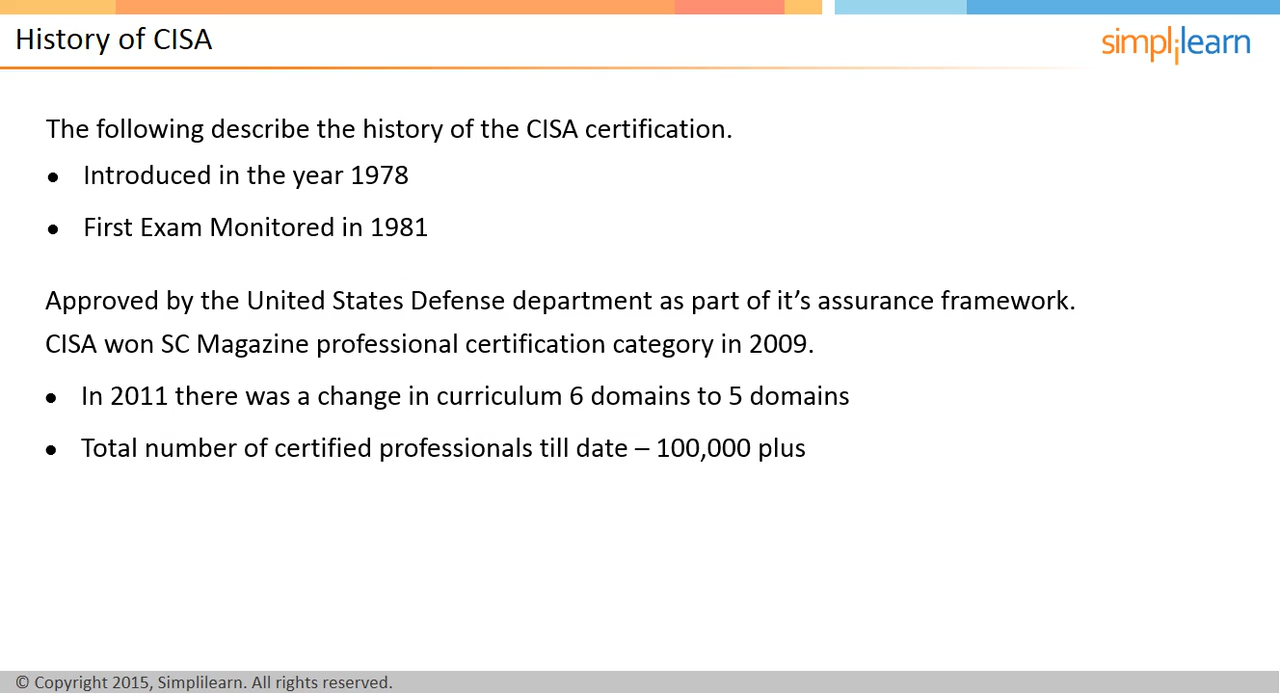 History of CISA
simplilearn
The following describe the history of the CISA certification.
● Introduced in the year 1978
● First Exam Monitored in 1981
Approved by the United States Defense department as part of it’s assurance framework.
CISA won SC Magazine professional certification category in 2009.
● In 2011 there was a change in curriculum 6 domains to 5 domains
● Total number of certified professionals till date – 100,000 plus
© Copyright 2015, Simplilearn. All rights reserved.